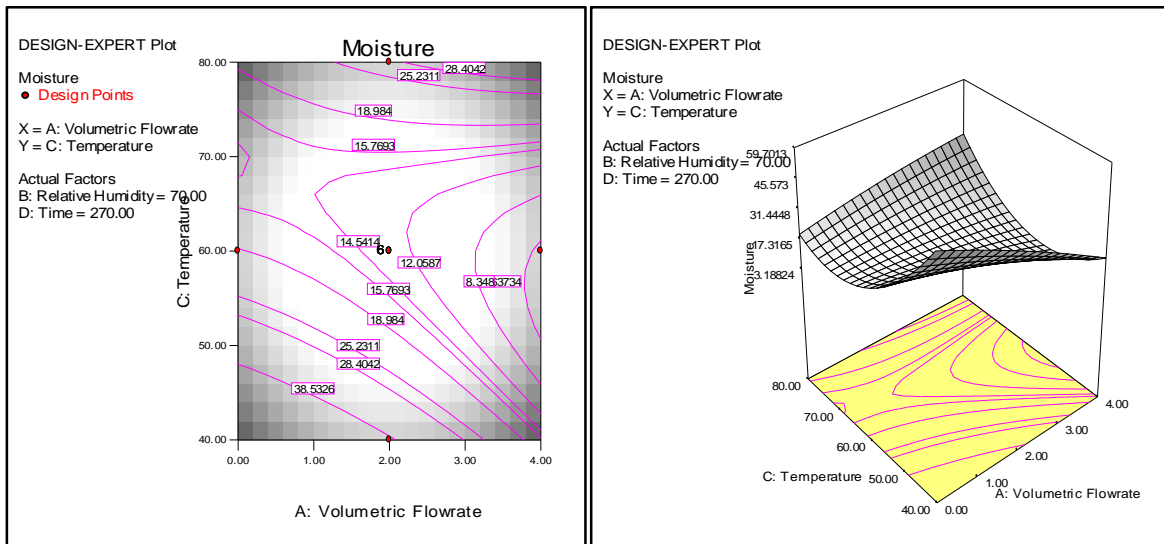 DESIGN-EXPERT Plot
Moisture
Design Points
X = A: Volumetric Flowrate
Y = C: Temperature
Actual Factors
B: Relative Humidity = 70.00
D: Time = 270.00
Moisture
C: Temperature
A: Volumetric Flowrate
80.00
70.00
60.00
50.00
40.00
0.00
1.00
2.00
3.00
4.00
28.4042
25.2311
18.984
15.7693
14.5414
6
12.0587
8.348
3734
15.7693
18.984
25.2311
28.4042
38.5326
DESIGN-EXPERT Plot
Moisture
X = A: Volumetric Flowrate
Y = C: Temperature
Actual Factors
B: Relative Humidity = 70.00
D: Time = 270.00
59.7013
45.573
31.4448
17.3165
3.18824
Moisture
80.00
70.00
60.00
50.00
40.00
C: Temperature
0.00
1.00
2.00
3.00
4.00
A: Volumetric Flowrate